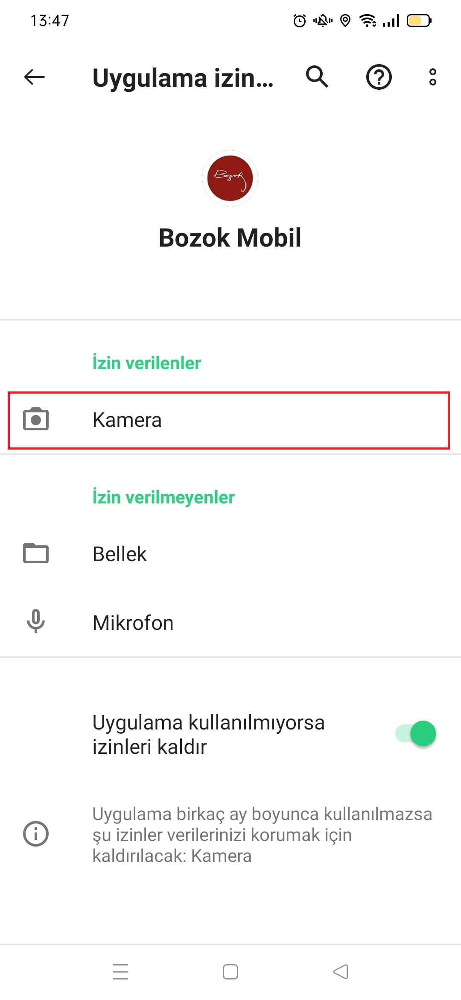 13:47
Uygulama izin...
Bozok
Bozok Mobil
İzin verilenler
Kamera
İzin verilmeyenler
Bellek
Mikrofon
Uygulama kullanılmıyorsa
izinleri kaldır
Uygulama birkaç ay boyunca kullanılmazsa
şu izinler verilerinizi korumak için
kaldırılacak: Kamera